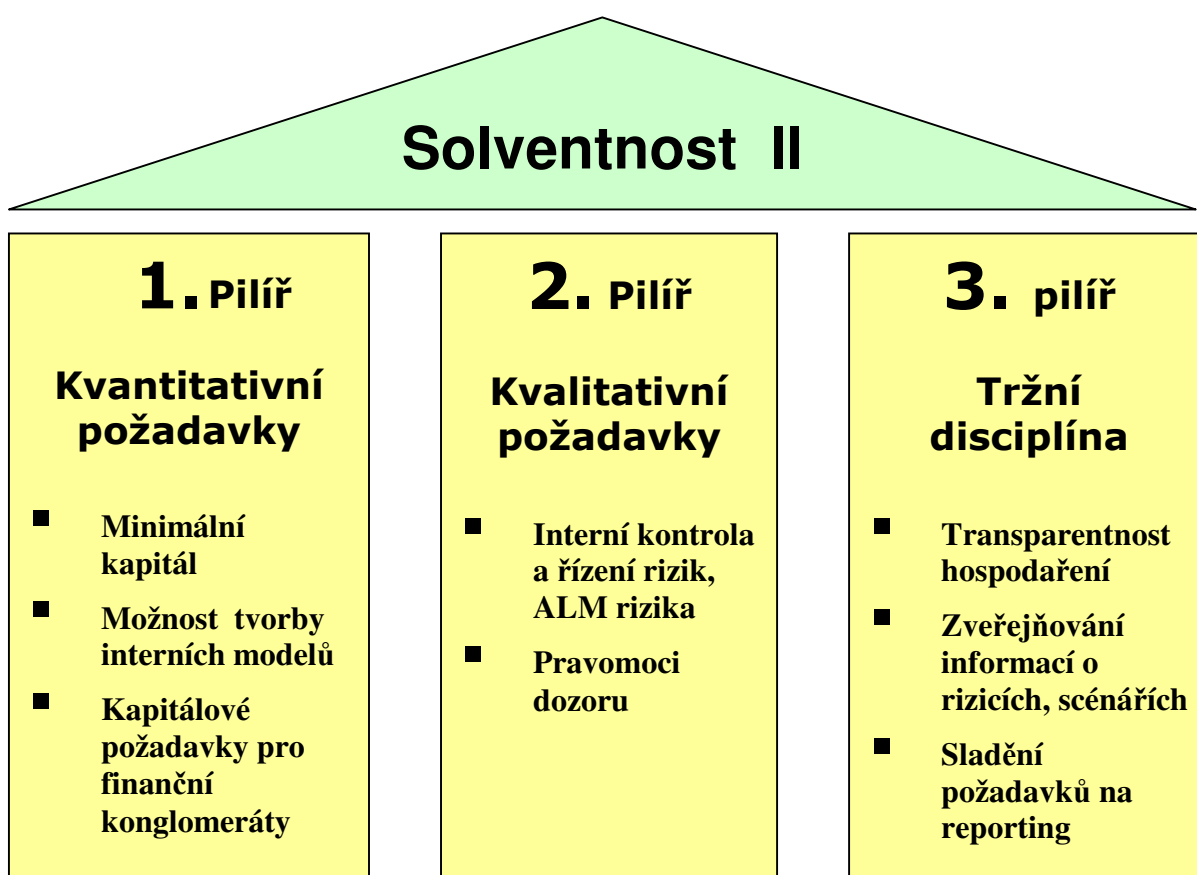 Solventnost II
1. Pilíř
Kvantitativní
požadavky
▪ Minimální
kapitál
▪ Možnost tvorby
interních modelů
▪ Kapitálové
požadavky pro
finanční
konglomeráty
2. Pilíř
Kvalitativní
požadavky
▪ Interní kontrola
a řízení rizik,
ALM rizika
▪ Pravomoci
dozoru
3. pilíř
Tržní
disciplína
▪ Transparentnost
hospodaření
▪ Zveřejňování
informací o
rizicích, scénářích
▪ Sladění
požadavků na
reporting